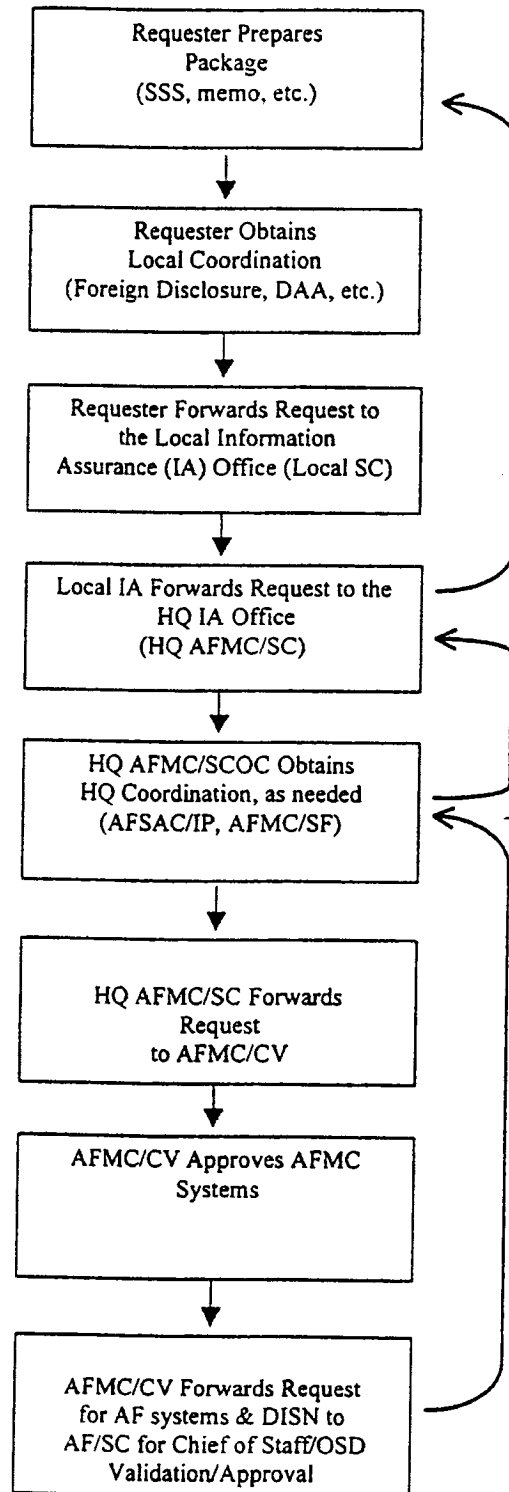 Requester Prepares
Package
(SSS, memo, etc.)
Requester Obtains
Local Coordination
(Foreign Disclosure, DAA, etc.)
Requester Forwards Request to
the Local Information
Assurance (IA) Office (Local SC)
Local IA Forwards Request to the
HQ IA Office
(HQ AFMC/SC)
HQ AFMC/SCOC Obtains
HQ Coordination, as needed
(AFSAC/IP, AFMC/SF)
HQ AFMC/SC Forwards
Request
to AFMC/CV
AFMC/CV Approves AFMC
Systems
AFMC/CV Forwards Request
for AF systems & DISN to
AF/SC for Chief of Staff/OSD
Validation/Approval